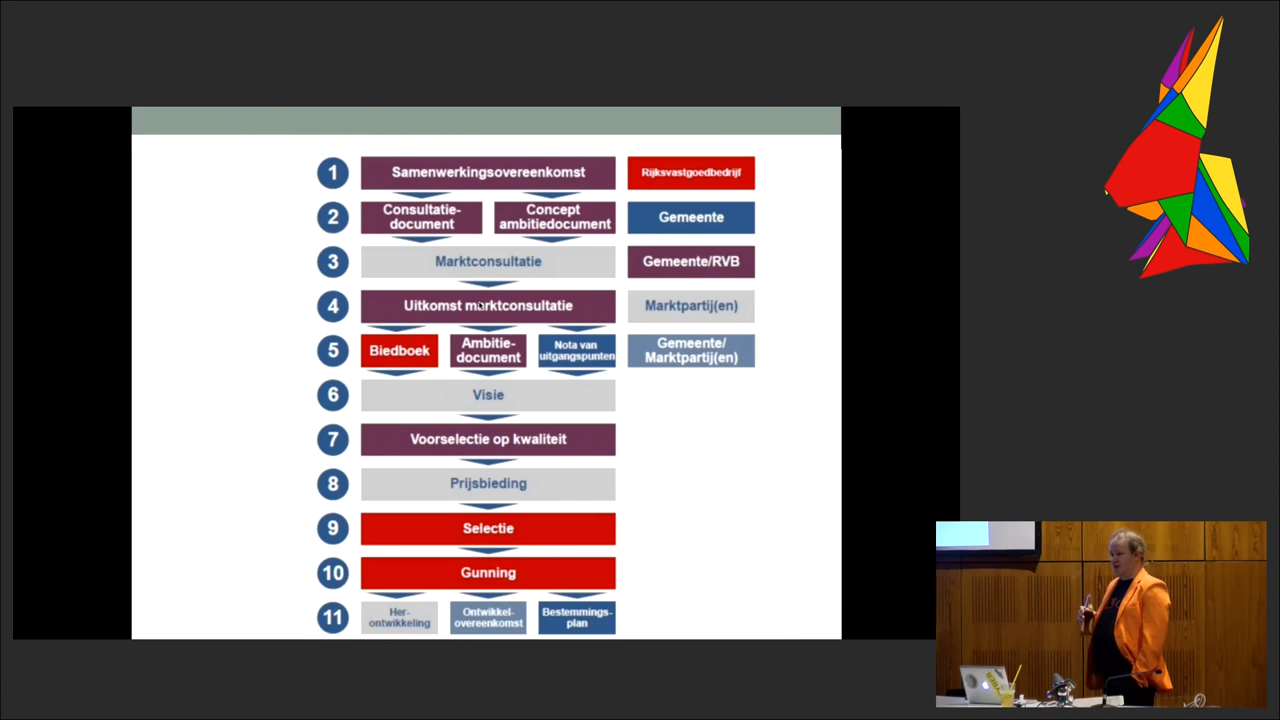 1
Samenwerkingsovereenkomst
Rijksvastgoedbedrijf
2
Consultatie-
document
Concept
ambitiedocument
Gemeente
3
Marktconsultatie
Gemeente/RVB
4
Uitkomst marktconsultatie
Marktpartij(en)
5
Biedboek
Ambitie-
document
Nota van
uitgangspunten
Gemeente/
Marktpartij(en)
6
Visie
7
Voorselectie op kwaliteit
8
Prijsbieding
9
Selectie
10
Gunning
11
Her-
ontwikkeling
Ontwikkel-
overeenkomst
Bestemmings-
plan